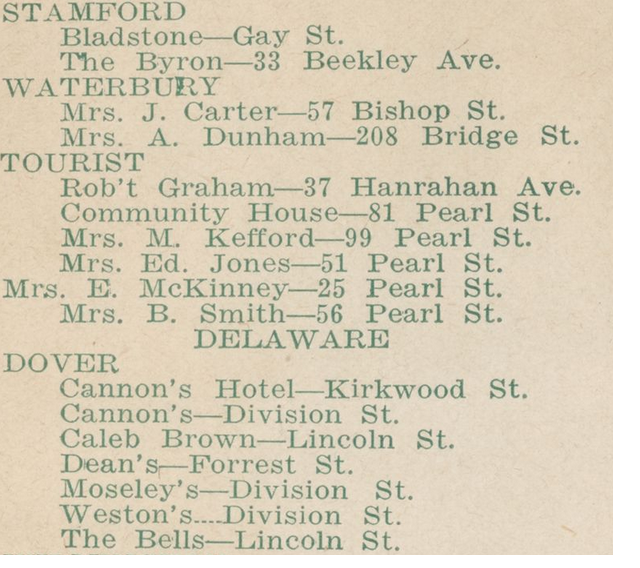 STAMFORD
Bladstone—Gay St.
The Byron—33 Beekley Ave.
WATERBURY
Mrs. J. Carter—57 Bishop St.
Mrs. A. Dunham—208 Bridge St.
TOURIST
Rob't Graham—37 Hanrahan Ave.
Community House—81 Pearl St.
Mrs. M. Kefford—99 Pearl St.
Mrs. Ed. Jones—51 Pearl St.
Mrs. E. McKinney—25 Pearl St.
Mrs. B. Smith—56 Pearl St.
DELAWARE
DOVER
Cannon's Hotel—Kirkwood St.
Cannon's—Division St.
Caleb Brown—Lincoln St.
Dean's—Forrest St.
Moseley's—Division St.
Weston's....Division St.
The Bells—Lincoln St.